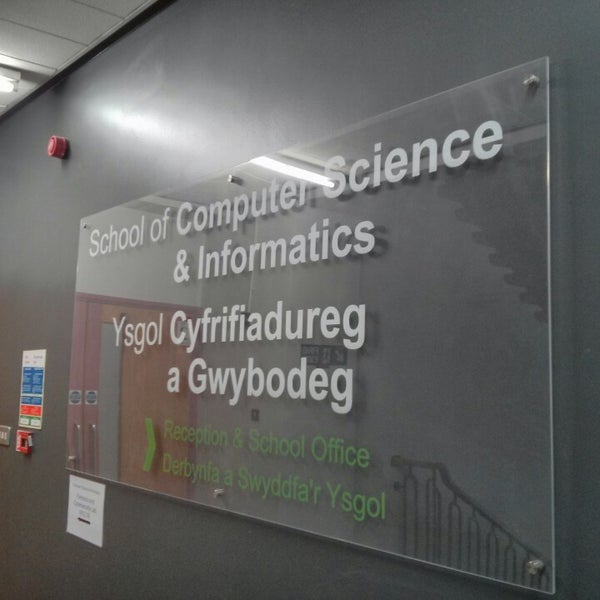 School of Computer Science
& Informatics
Ysgol Cyfrifiadureg
a Gwybodeg
Reception & School Office
Derbynfa a Swyddfa'r Ysgol